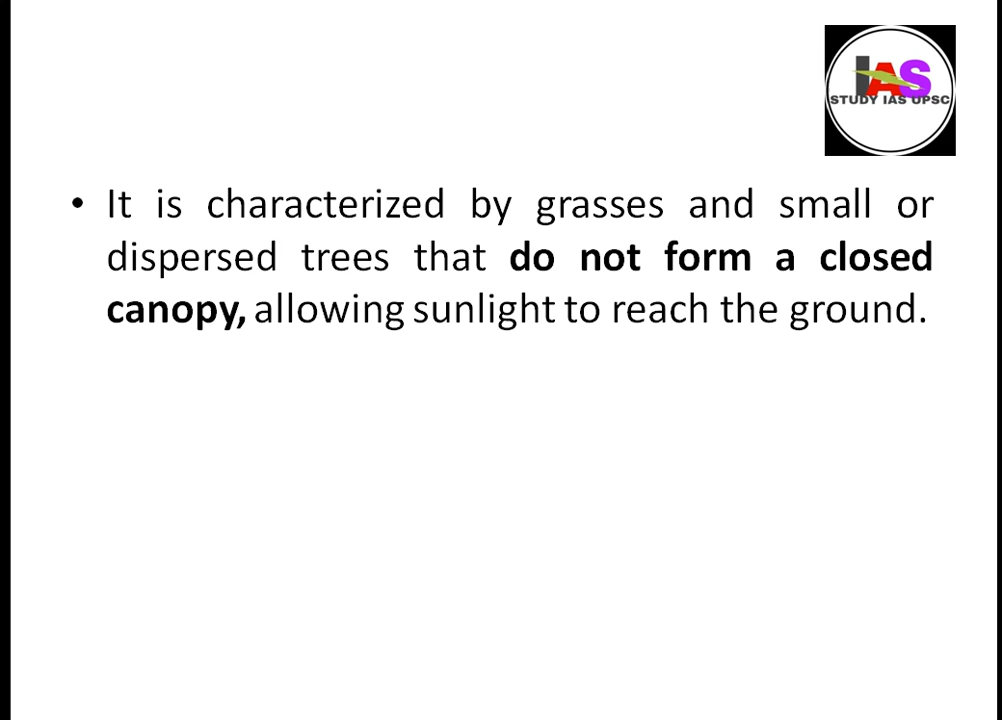 IAS
STUDY IAS UPSC
• It is characterized by grasses and small or
dispersed trees that do not form a closed
canopy, allowing sunlight to reach the ground.